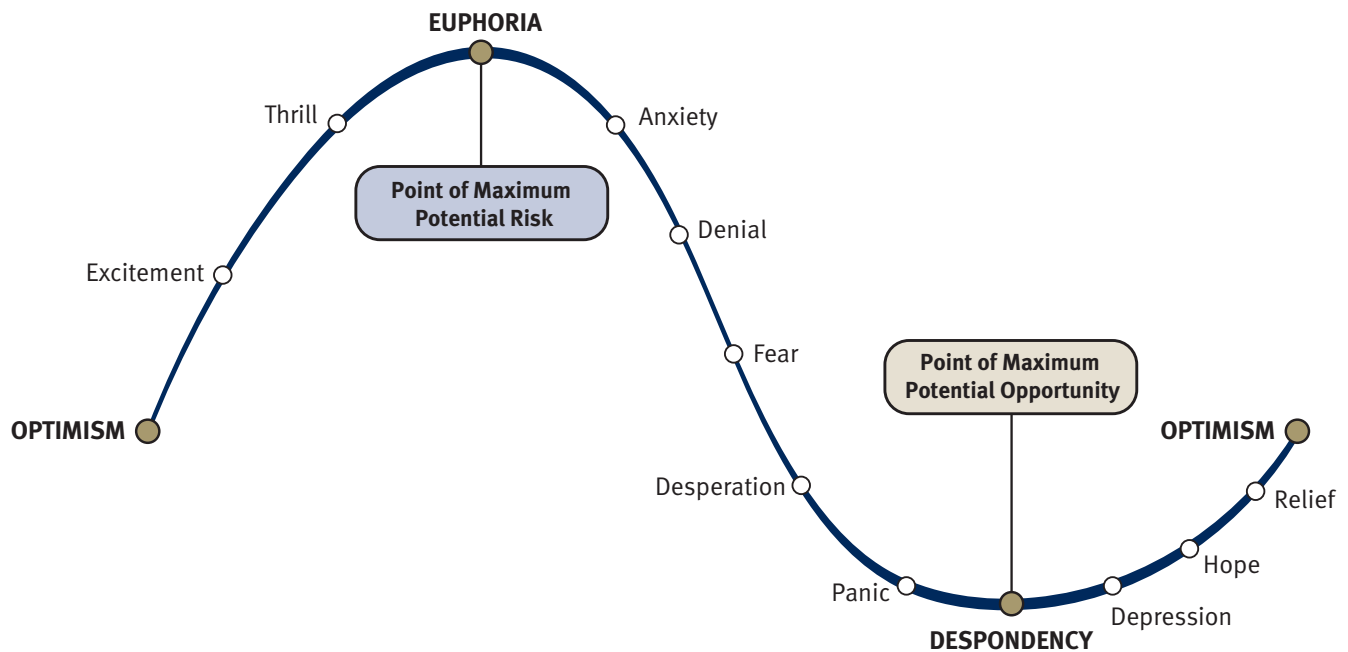 EUPHORIA
Thrill
Anxiety
Point of Maximum
Potential Risk
Denial
Excitement
Fear
Point of Maximum
Potential Opportunity
OPTIMISM
OPTIMISM
Desperation
Relief
Hope
Panic
Depression
DESPONDENCY